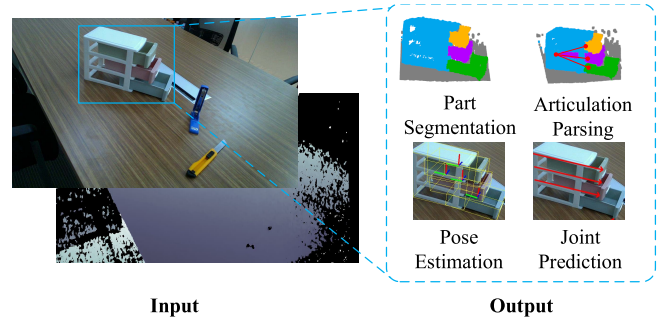 Part
Segmentation
Articulation
Parsing
Pose
Estimation
Joint
Prediction
Input
Output